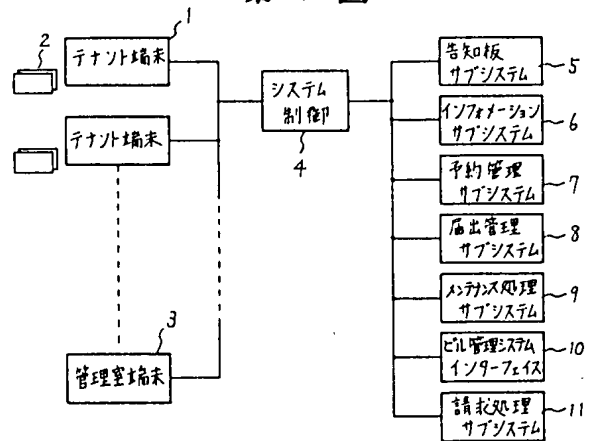 2
1
テナント端末
テナント端末
3
管理室端末
システム
制御
4
告知板
サブシステム
5
インフォメーション
サブシステム
6
予約管理
サブシステム
7
届出管理
サブシステム
8
メンテナンス処理
サブシステム
9
ビル管理システム
インターフェイス
10
請求処理
サブシステム
11